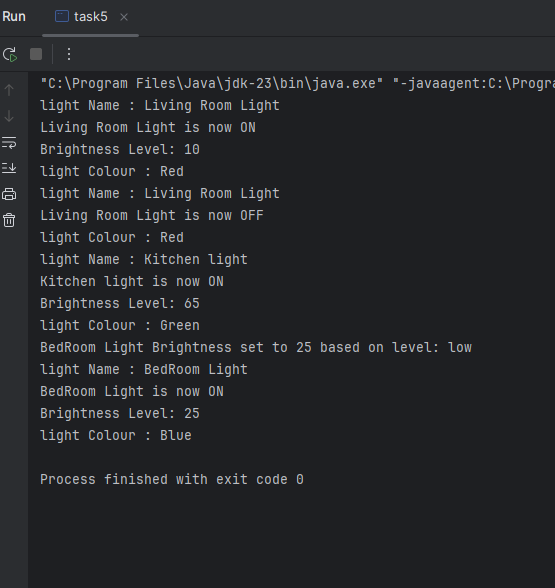 Run task5
"C:\Program Files\Java\jdk-23\bin\java.exe" "-javaagent:C:\Progra
light Name : Living Room Light
Living Room Light is now ON
Brightness Level: 10
light Colour : Red
light Name : Living Room Light
Living Room Light is now OFF
light Colour : Red
light Name : Kitchen light
Kitchen light is now ON
Brightness Level: 65
light Colour : Green
BedRoom Light Brightness set to 25 based on level: low
light Name : BedRoom Light
BedRoom Light is now ON
Brightness Level: 25
light Colour : Blue
Process finished with exit code 0